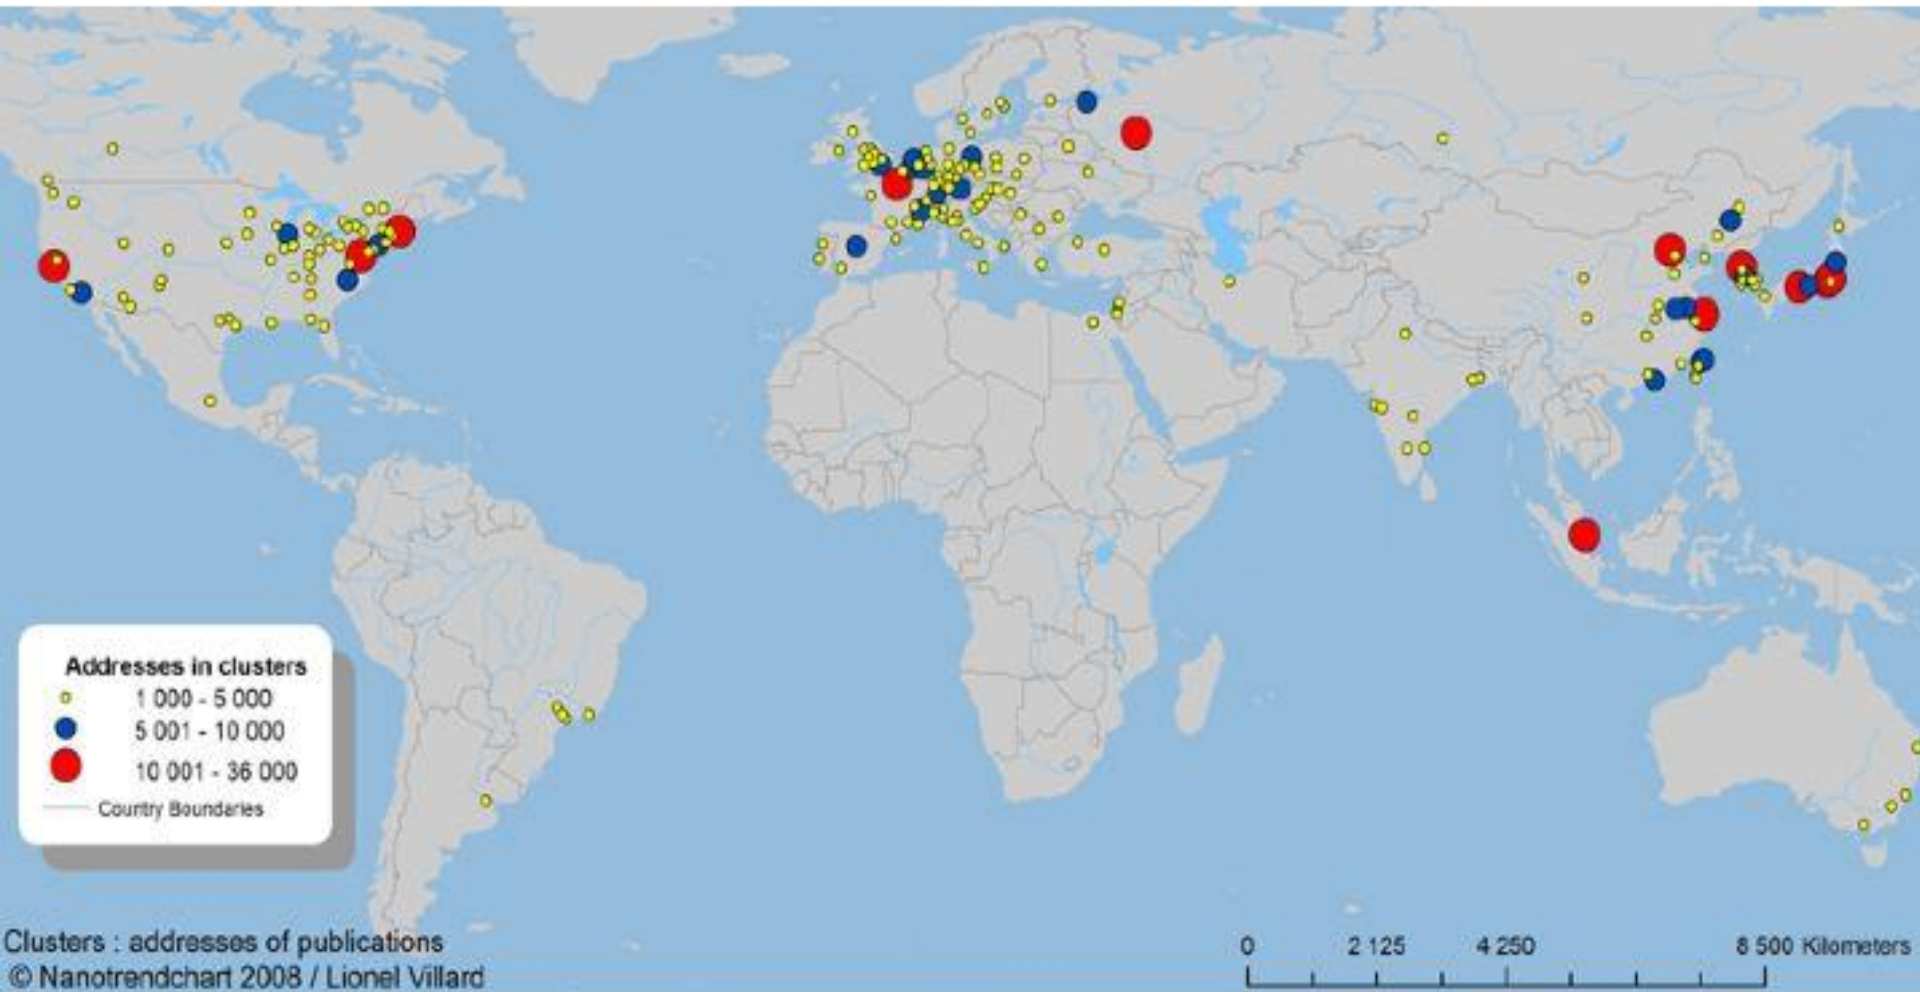 Addresses in clusters
1 000 - 5 000
5 001 - 10 000
10 001 - 36 000
Country Boundaries
Clusters : addresses of publications
© Nanotrendchart 2008 / Lionel Villard
0 2 125 4 250 8 500 Kilometers